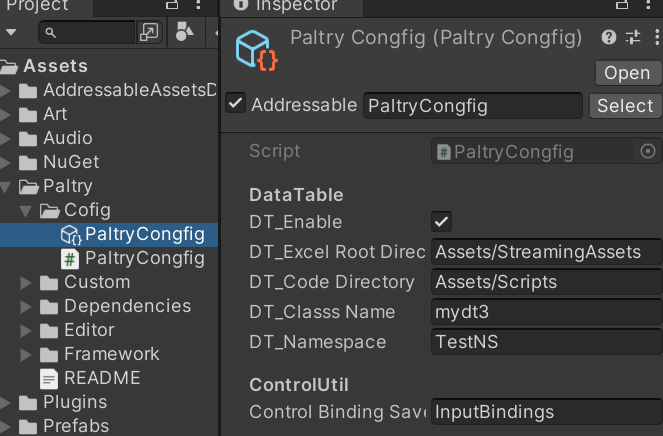 Project
Inspector
Assets
AddressableAssetsD
Art
Audio
NuGet
Paltry
Cofig
PaltryCongfig
PaltryCongfig
Custom
Dependencies
Editor
Framework
README
Plugins
Prefabs
Paltry Congfig (Paltry Congfig)
Open
Addressable PaltryCongfig Select
Script PaltryCongfig
DataTable
DT_Enable
DT_Excel Root Direc Assets/StreamingAssets
DT_Code Directory Assets/Scripts
DT_Classs Name mydt3
DT_Namespace TestNS
ControlUtil
Control Binding Save InputBindings